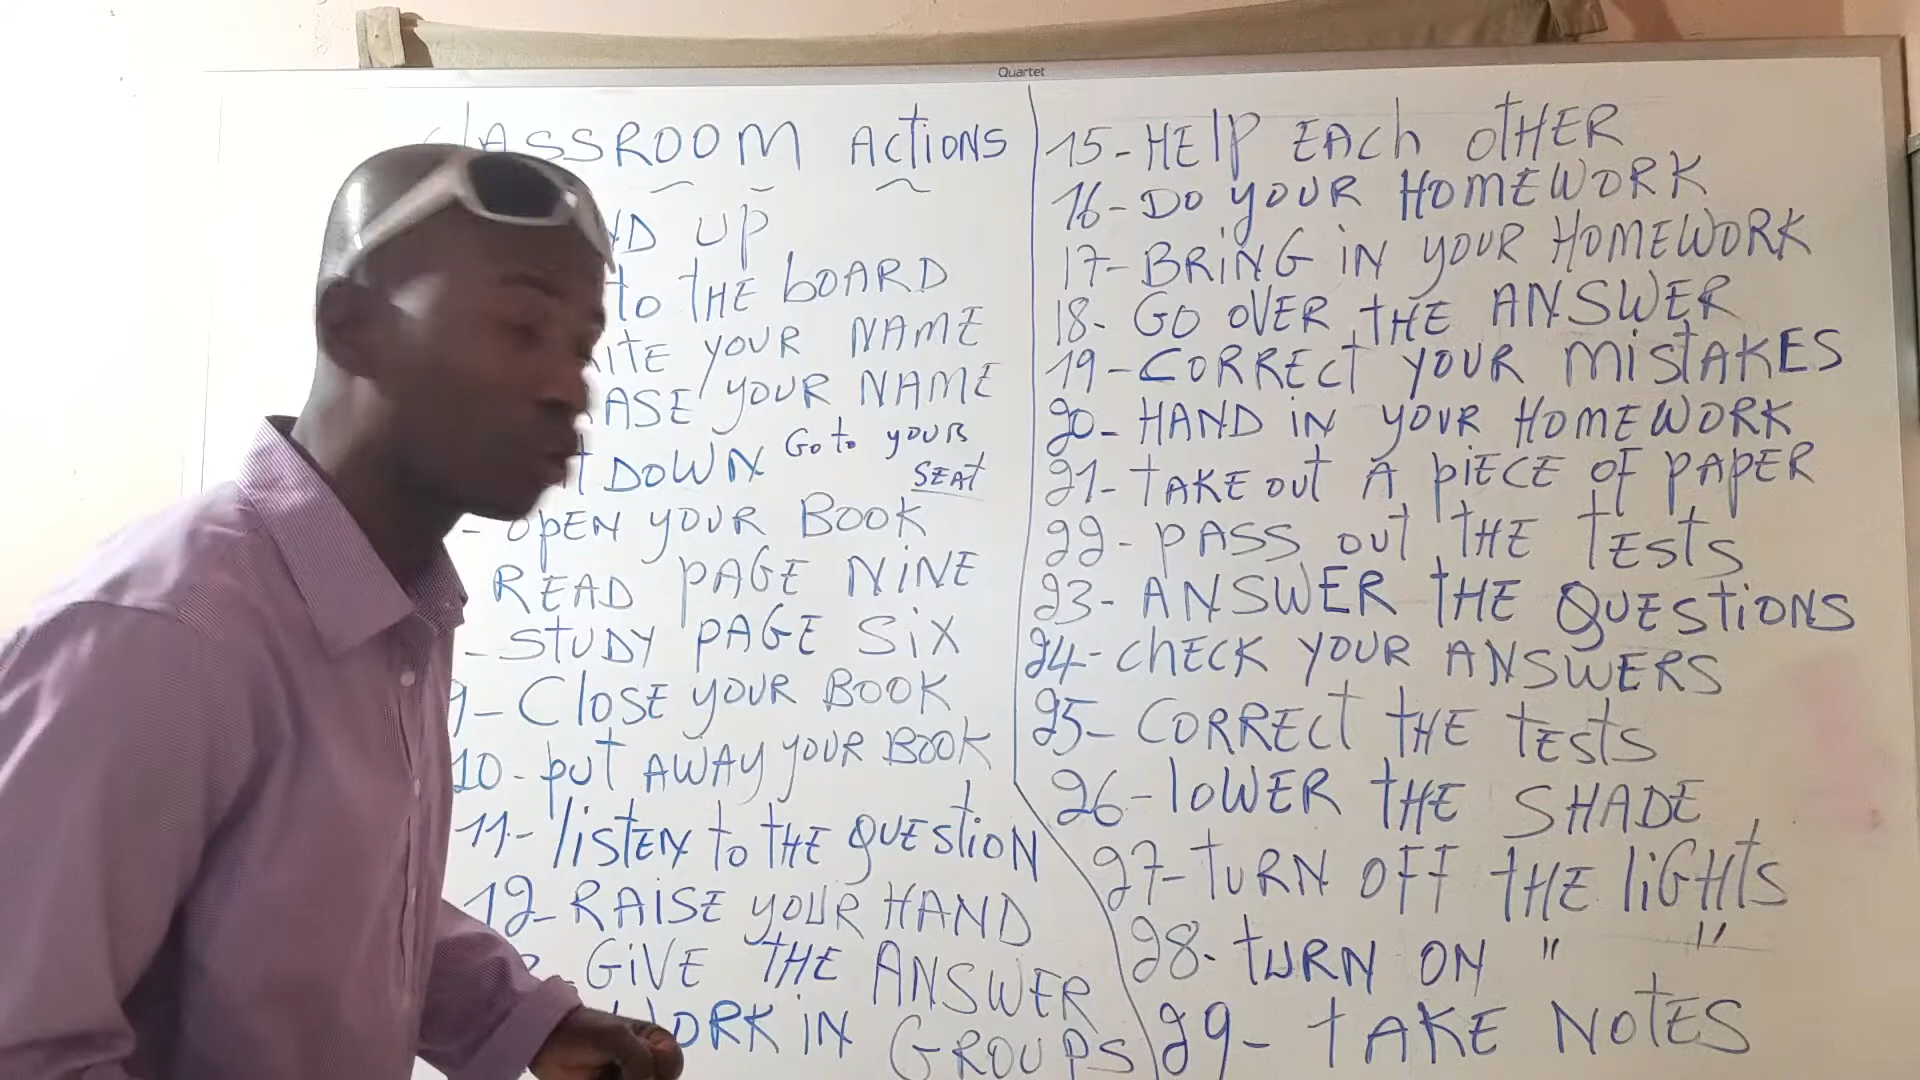 Quartet
CLASSROOM ACTIONS
UP
to THE BOARD
YOUR NAME
YOUR NAME
DOWN Go to YOUR SEAT
- OPEN YOUR BOOK
READ PAGE NINE
- STUDY PAGE SIX
9- Close YOUR BOOK
10- put AWAY YOUR BOOK
11- listEN to tHE QUEStiON
12- RAiSE YOUR HAND
- GiVE tHE ANSWER
WORK iN GROUPS
15- HElp EACh otHER
16- DO YOUR HOMEWORK
17- BRiNG iN YOUR HOMEWORK
18- GO OVER tHE ANSWER
19- CORRECt YOUR MiStAKES
20- HAND iN YOUR HOMEWORK
21- tAKE out A piECE OF PAPER
22- PASS out tHE tEStS
23- ANSWER tHE QUEStiONS
24- ChECK YOUR ANSWERS
25- CORRECt tHE tEStS
26- lOWER tHE SHADE
27- tURN OFF tHE liGHtS
28- tURN ON " "
29- tAKE NOtES